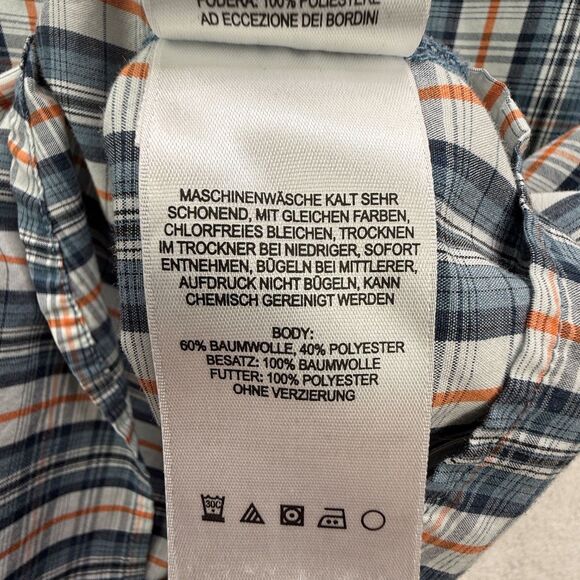 FODERA: 100% POLIESTERE
AD ECCEZIONE DEI BORDINI
MASCHINENWÄSCHE KALT SEHR
SCHONEND, MIT GLEICHEN FARBEN,
CHLORFREIES BLEICHEN, TROCKNEN
IM TROCKNER BEI NIEDRIGER, SOFORT
ENTNEHMEN, BÜGELN BEI MITTLERER,
AUFDRUCK NICHT BÜGELN, KANN
CHEMISCH GEREINIGT WERDEN
BODY:
60% BAUMWOLLE, 40% POLYESTER
BESATZ: 100% BAUMWOLLE
FUTTER: 100% POLYESTER
OHNE VERZIERUNG
30C